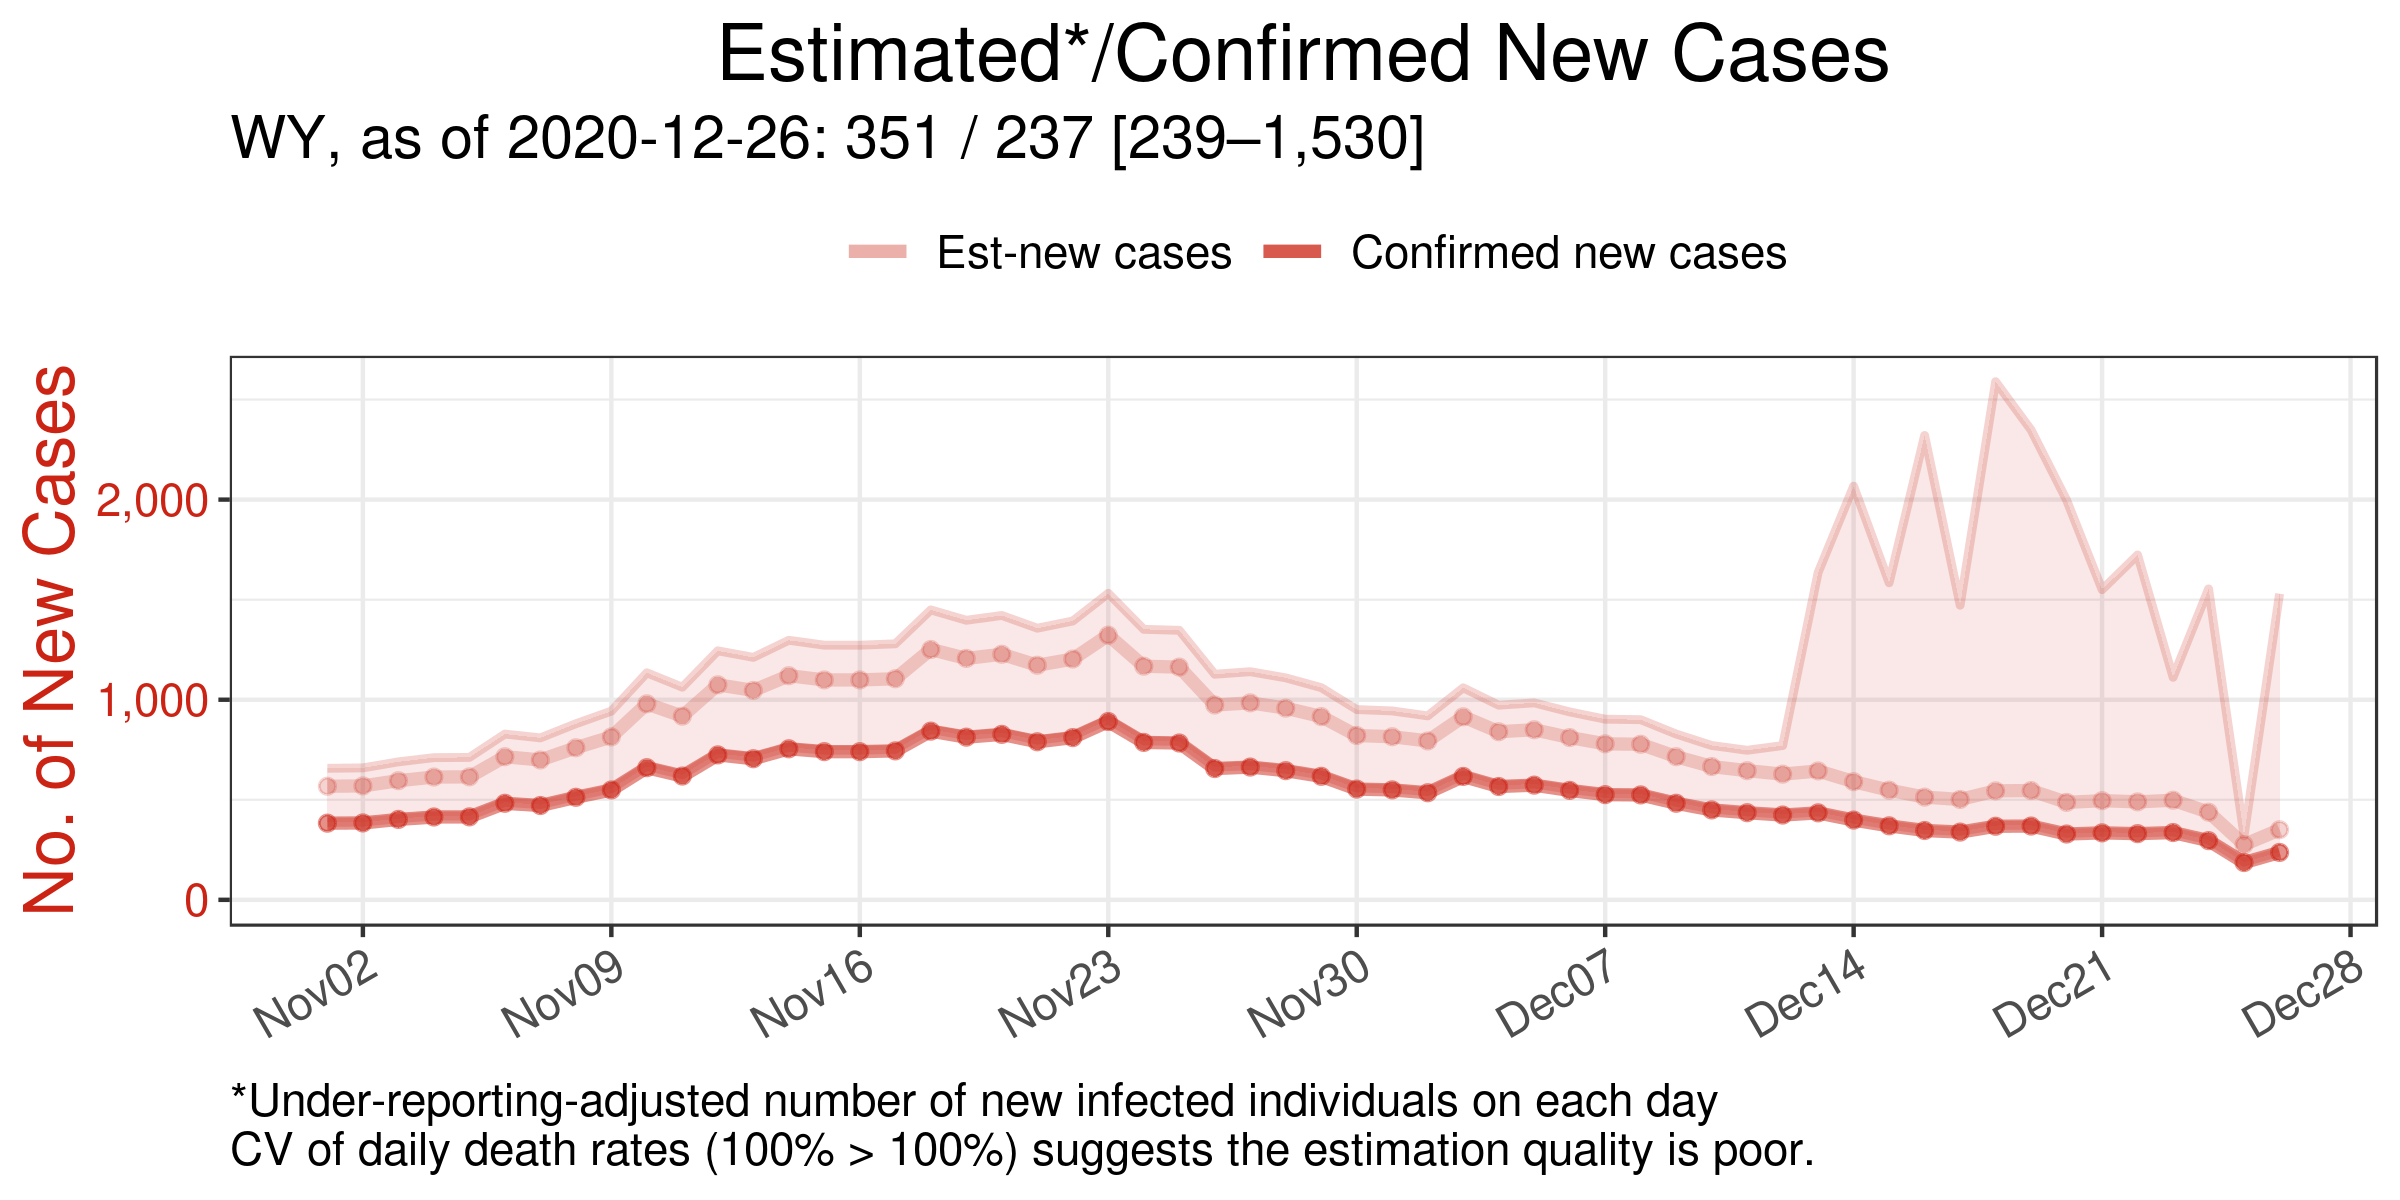 Estimated*/Confirmed New Cases
WY, as of 2020-12-26: 351 / 237 [239–1,530]
Est-new cases Confirmed new cases
No. of New Cases
2,000
1,000
0
Nov02 Nov09 Nov16 Nov23 Nov30 Dec07 Dec14 Dec21 Dec28
*Under-reporting-adjusted number of new infected individuals on each day
CV of daily death rates (100% > 100%) suggests the estimation quality is poor.